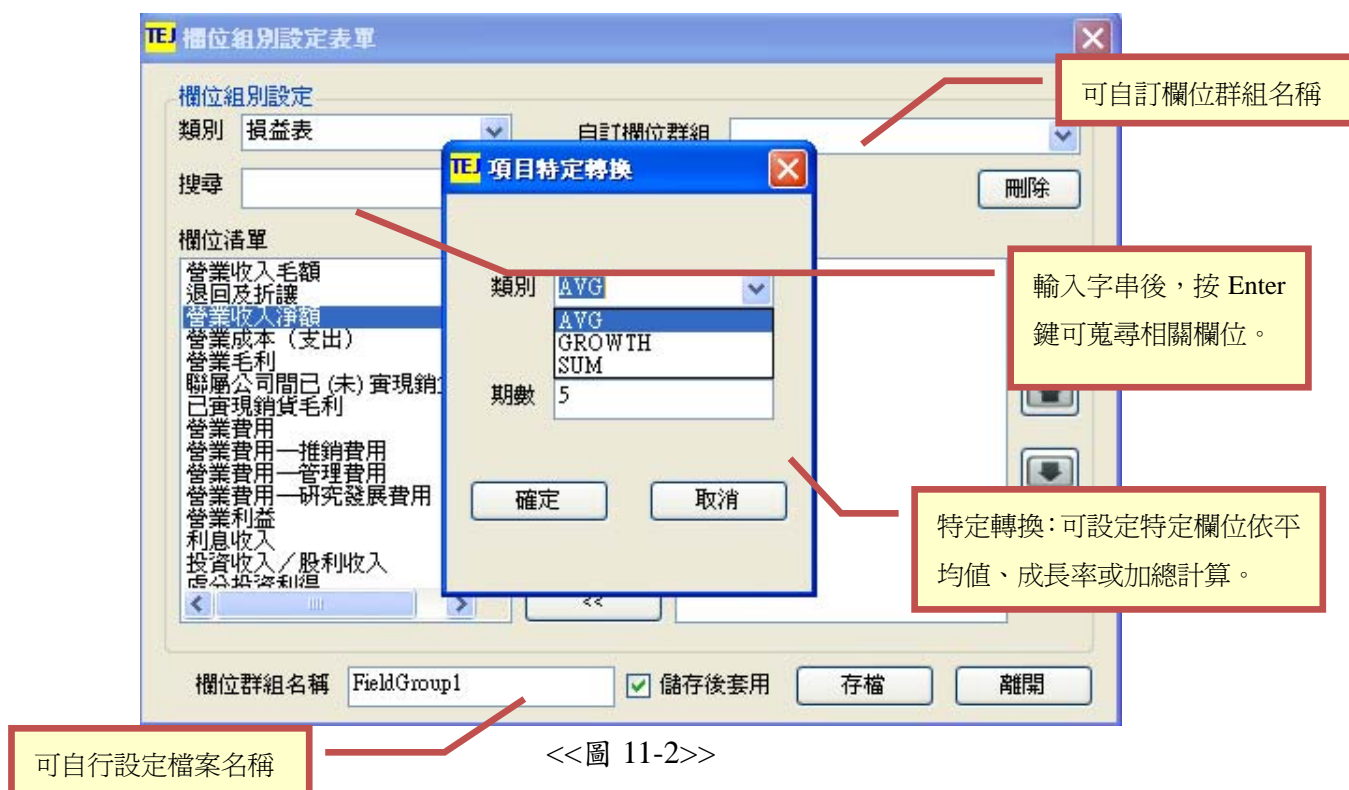 TEJ 欄位組別設定表單
可自訂欄位群組名稱
欄位組別設定
類別 損益表
自訂欄位群組
搜尋
刪除
欄位清單
營業收入毛額
退回及折讓
營業收入淨額
營業成本（支出）
營業毛利
聯屬公司間已(未)實現銷
已實現銷貨毛利
營業費用
營業費用—推銷費用
營業費用—管理費用
營業費用—研究發展費用
營業利益
利息收入
投資收入／股利收入
處分投資利得
TEJ 項目特定轉換
類別 AVG
AVG
GROWTH
SUM
期數 5
確定 取消
<<
輸入字串後，按 Enter
鍵可蒐尋相關欄位。
特定轉換：可設定特定欄位依平
均值、成長率或加總計算。
欄位群組名稱 FieldGroup1 儲存後套用 存檔 離開
可自行設定檔案名稱
<<圖 11-2>>